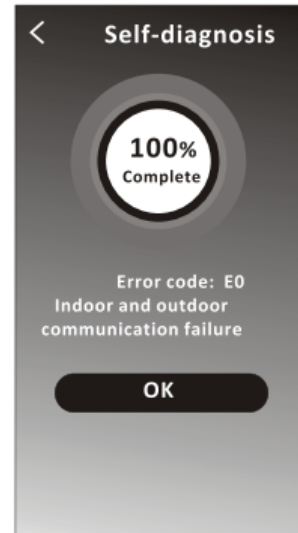 Self-diagnosis
100%
Complete
Error code: E0
Indoor and outdoor
communication failure
OK